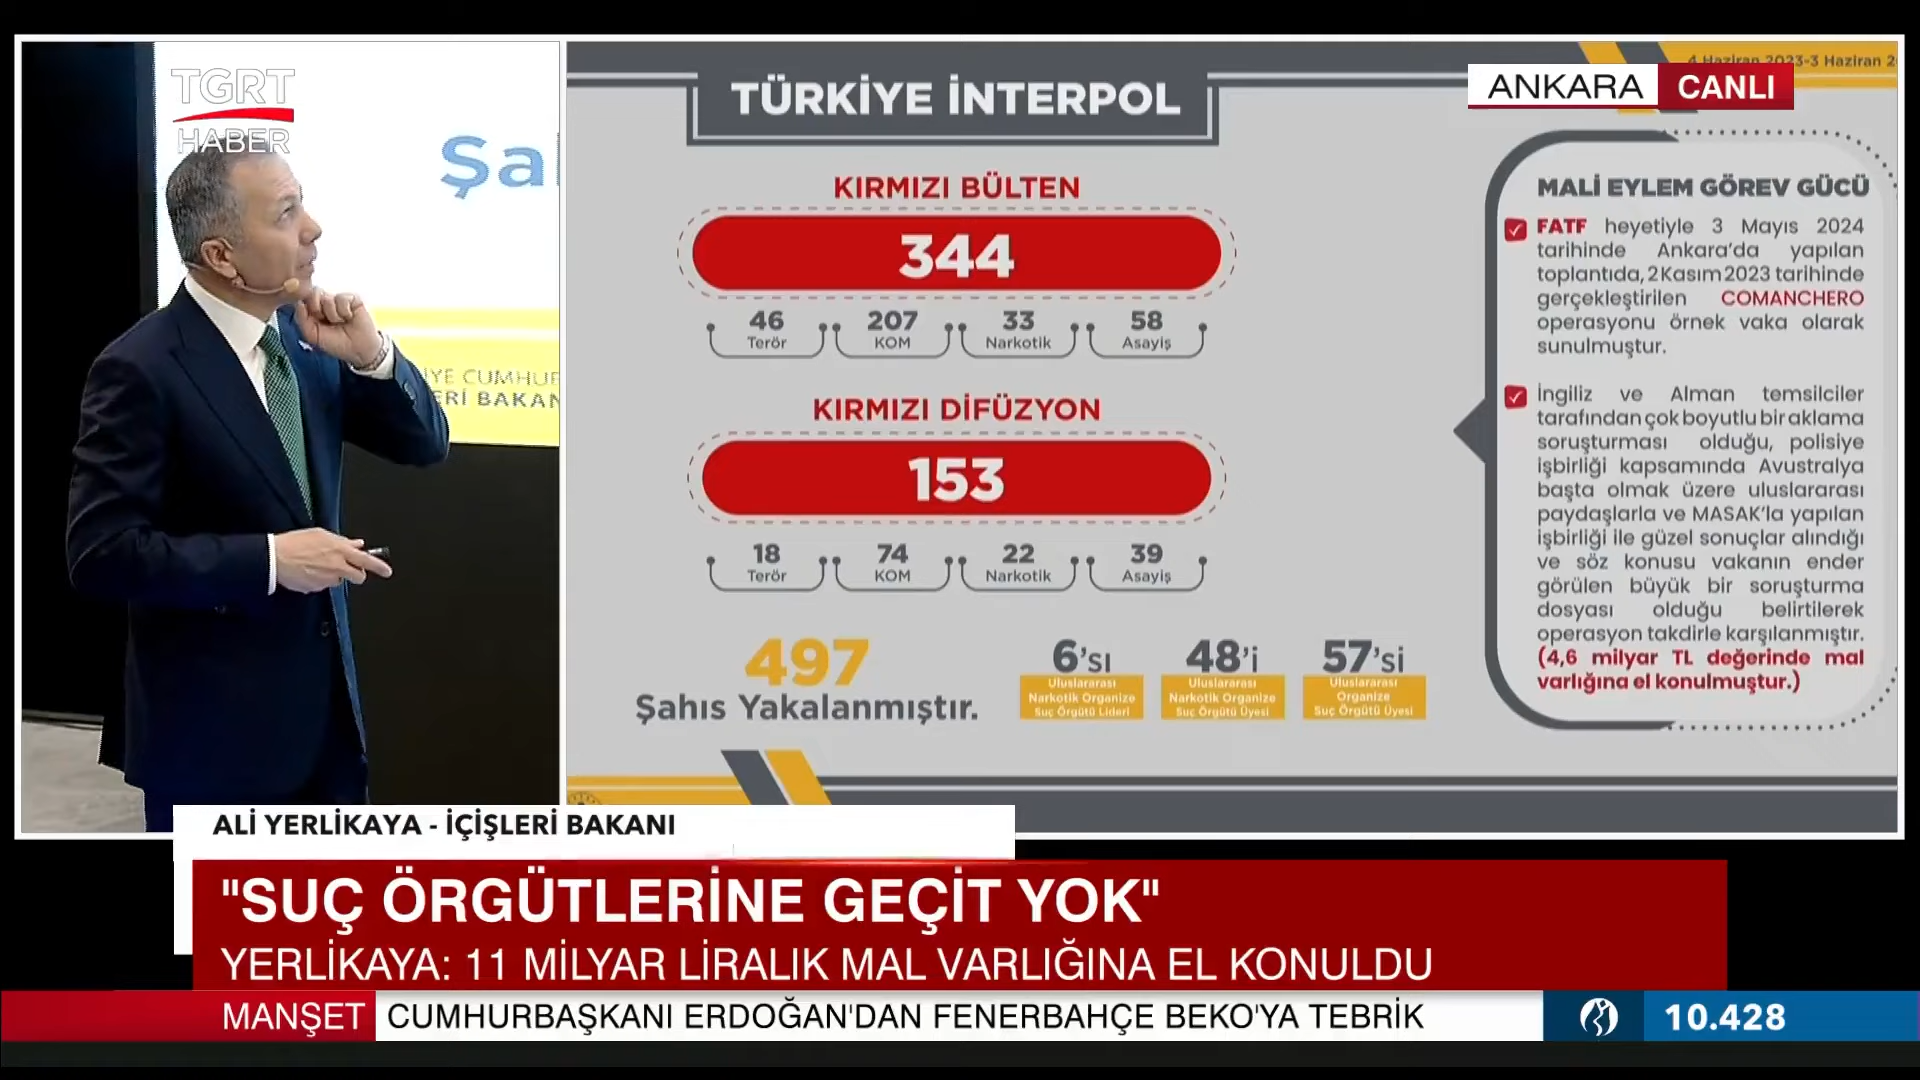 TGRT
HABER
Şal
İYE CUMHUR
ERİ BAKAN
TÜRKİYE İNTERPOL
4 Haziran 2023-3 Haziran 2
ANKARA CANLI
KIRMIZI BÜLTEN
344
46 207 33 58
Terör KOM Narkotik Asayiş
KIRMIZI DİFÜZYON
153
18 74 22 39
Terör KOM Narkotik Asayiş
497
Şahıs Yakalanmıştır.
6'sı
Uluslararası
Narkotik Organize
Suç Örgütü Lideri
48'i
Uluslararası
Narkotik Organize
Suç Örgütü Üyesi
57'si
Uluslararası
Organize
Suç Örgütü Üyesi
MALİ EYLEM GÖREV GÜCÜ
FATF heyetiyle 3 Mayıs 2024
tarihinde Ankara'da yapılan
toplantıda, 2 Kasım 2023 tarihinde
gerçekleştirilen COMANCHERO
operasyonu örnek vaka olarak
sunulmuştur.
İngiliz ve Alman temsilciler
tarafından çok boyutlu bir aklama
soruşturması olduğu, polisiye
işbirliği kapsamında Avustralya
başta olmak üzere uluslararası
paydaşlarla ve MASAK'la yapılan
işbirliği ile güzel sonuçlar alındığı
ve söz konusu vakanın ender
görülen büyük bir soruşturma
dosyası olduğu belirtilerek
operasyon takdirle karşılanmıştır.
(4,6 milyar TL değerinde mal
varlığına el konulmuştur.)
ALİ YERLİKAYA - İÇİŞLERİ BAKANI
"SUÇ ÖRGÜTLERİNE GEÇİT YOK"
YERLİKAYA: 11 MİLYAR LİRALIK MAL VARLIĞINA EL KONULDU
MANŞET CUMHURBAŞKANI ERDOĞAN'DAN FENERBAHÇE BEKO'YA TEBRİK 10.428